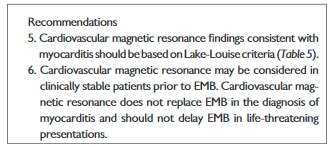 Recommendations
5. Cardiovascular magnetic resonance findings consistent with
myocarditis should be based on Lake-Louise criteria (Table 5).
6. Cardiovascular magnetic resonance may be considered in
clinically stable patients prior to EMB. Cardiovascular mag-
netic resonance does not replace EMB in the diagnosis of
myocarditis and should not delay EMB in life-threatening
presentations.